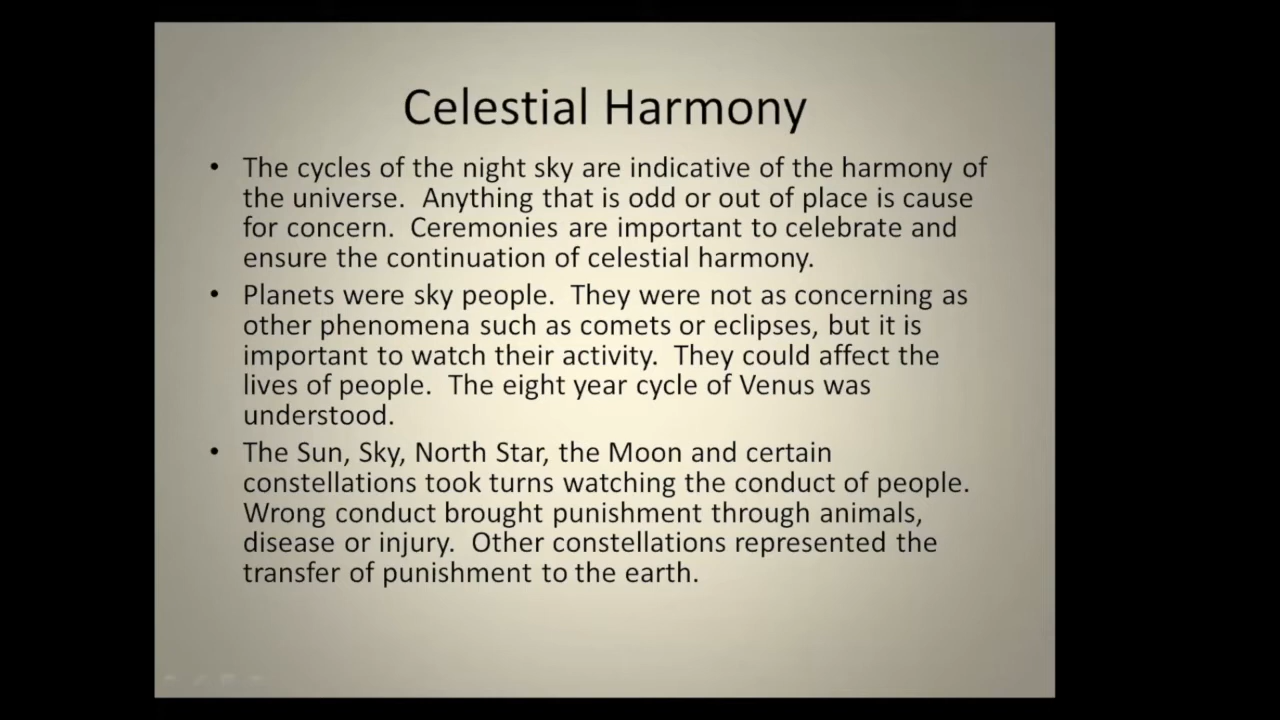 Celestial Harmony
• The cycles of the night sky are indicative of the harmony of
the universe.  Anything that is odd or out of place is cause
for concern.  Ceremonies are important to celebrate and
ensure the continuation of celestial harmony.
• Planets were sky people.  They were not as concerning as
other phenomena such as comets or eclipses, but it is
important to watch their activity.  They could affect the
lives of people.  The eight year cycle of Venus was
understood.
• The Sun, Sky, North Star, the Moon and certain
constellations took turns watching the conduct of people.
Wrong conduct brought punishment through animals,
disease or injury.  Other constellations represented the
transfer of punishment to the earth.